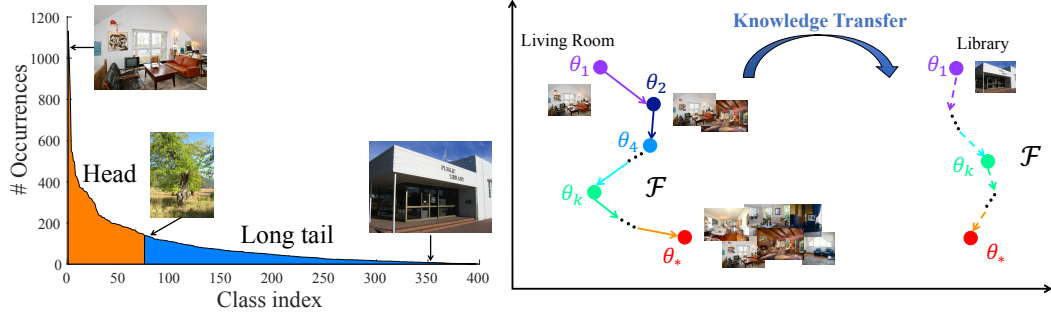 1200
1000
800
600
400
200
0
# Occurrences
Head
Long tail
PUBLIC
LIBRARY
0 50 100 150 200 250 300 350 400
Class index
Knowledge Transfer
Living Room
Library
θ₁
θ₂
θ₄
θₖ
ℱ
θ*
θ₁
θₖ
ℱ
θ*